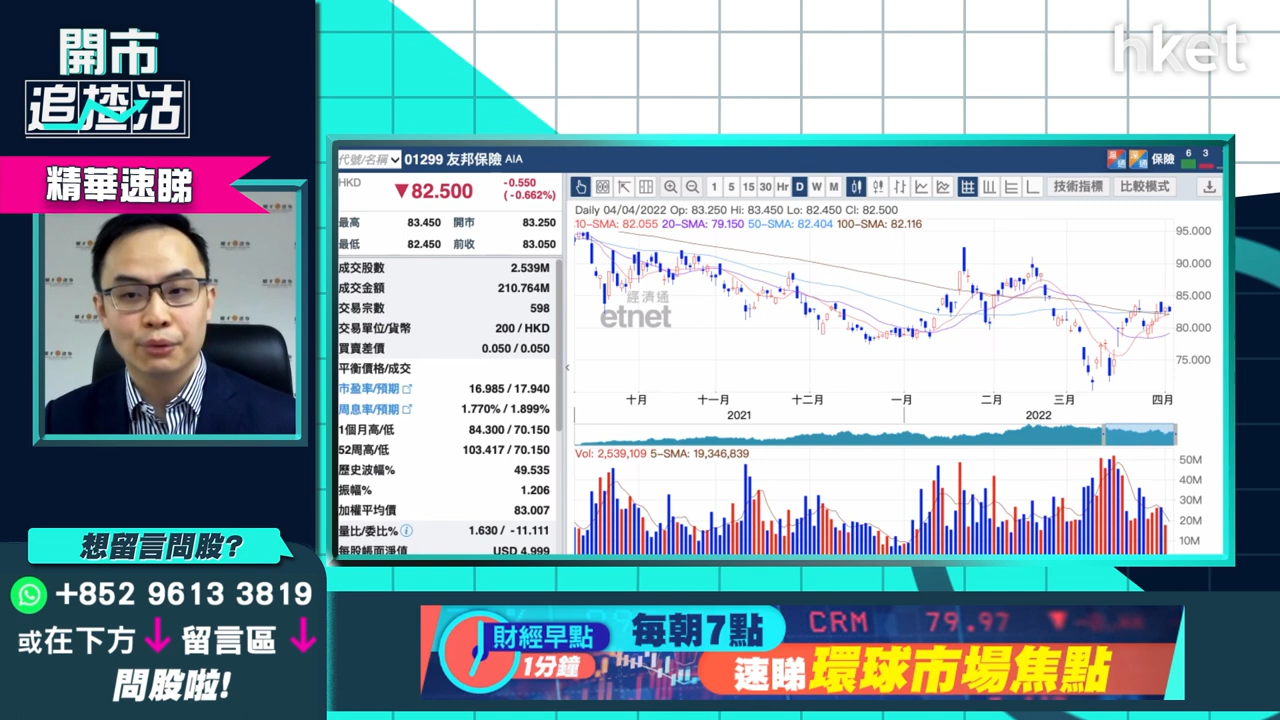 開市
追揸沽
hket
精華速睇
代號/名稱
01299 友邦保險 AIA
保險
6 3
HKD
▼82.500
-0.550
(-0.662%)
最高 83.450 開市 83.250
最低 82.450 前收 83.050
成交股數 2.539M
成交金額 210.764M
交易宗數 598
交易單位/貨幣 200 / HKD
買賣差價 0.050 / 0.050
平衡價格/成交
市盈率/預期 16.985 / 17.940
周息率/預期 1.770% / 1.899%
1個月高/低 84.300 / 70.150
52周高/低 103.417 / 70.150
歷史波幅% 49.535
振幅% 1.206
加權平均價 83.007
量比/委比% 1.630 / -11.111
每股帳面淨值 USD 4.999
1 5 15 30 Hr D W M
技術指標 比較模式
Daily 04/04/2022 Op: 83.250 Hi: 83.450 Lo: 82.450 Cl: 82.500
10-SMA: 82.055 20-SMA: 79.150 50-SMA: 82.404 100-SMA: 82.116
95.000
90.000
85.000
80.000
75.000
經濟通
etnet
十月 十一月 十二月 一月 二月 三月 四月
2021 2022
Vol: 2,539,109 5-SMA: 19,346,839
50M
40M
30M
20M
10M
想留言問股?
+852 9613 3819
或在下方 留言區
問股啦!
財經早點
1分鐘
每朝7點
速睇環球市場焦點
CRM 79.97